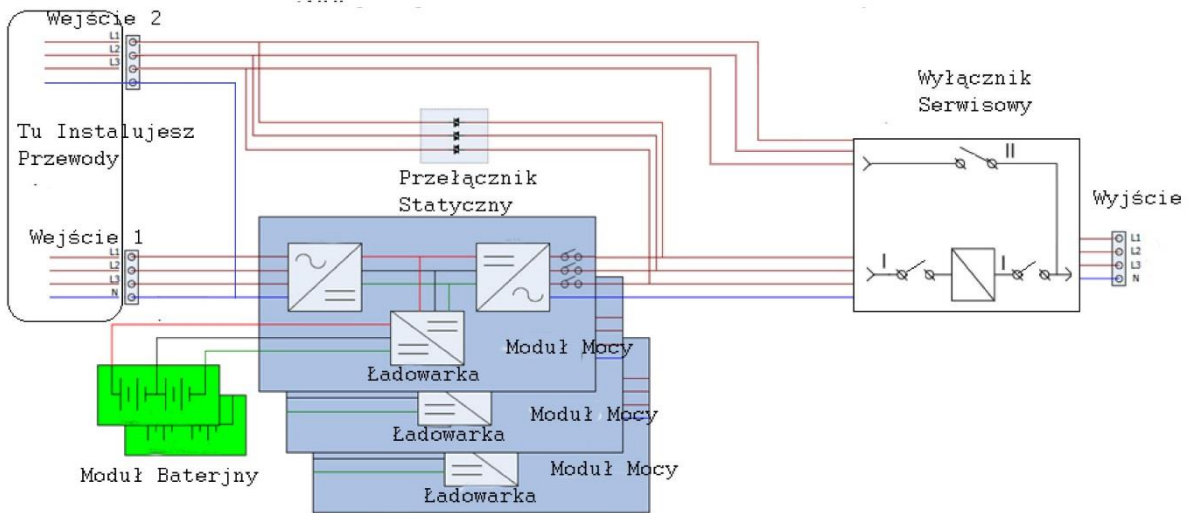 Wejście 2
L1
L2
L3
Tu Instalujesz
Przewody
Wejście 1
L1
L2
L3
N
Przełącznik
Statyczny
Wyłącznik
Serwisowy
II
I
I
Wyjście
L1
L2
L3
N
Moduł Mocy
Ładowarka
Moduł Mocy
Ładowarka
Moduł Mocy
Ładowarka
Moduł Baterjny